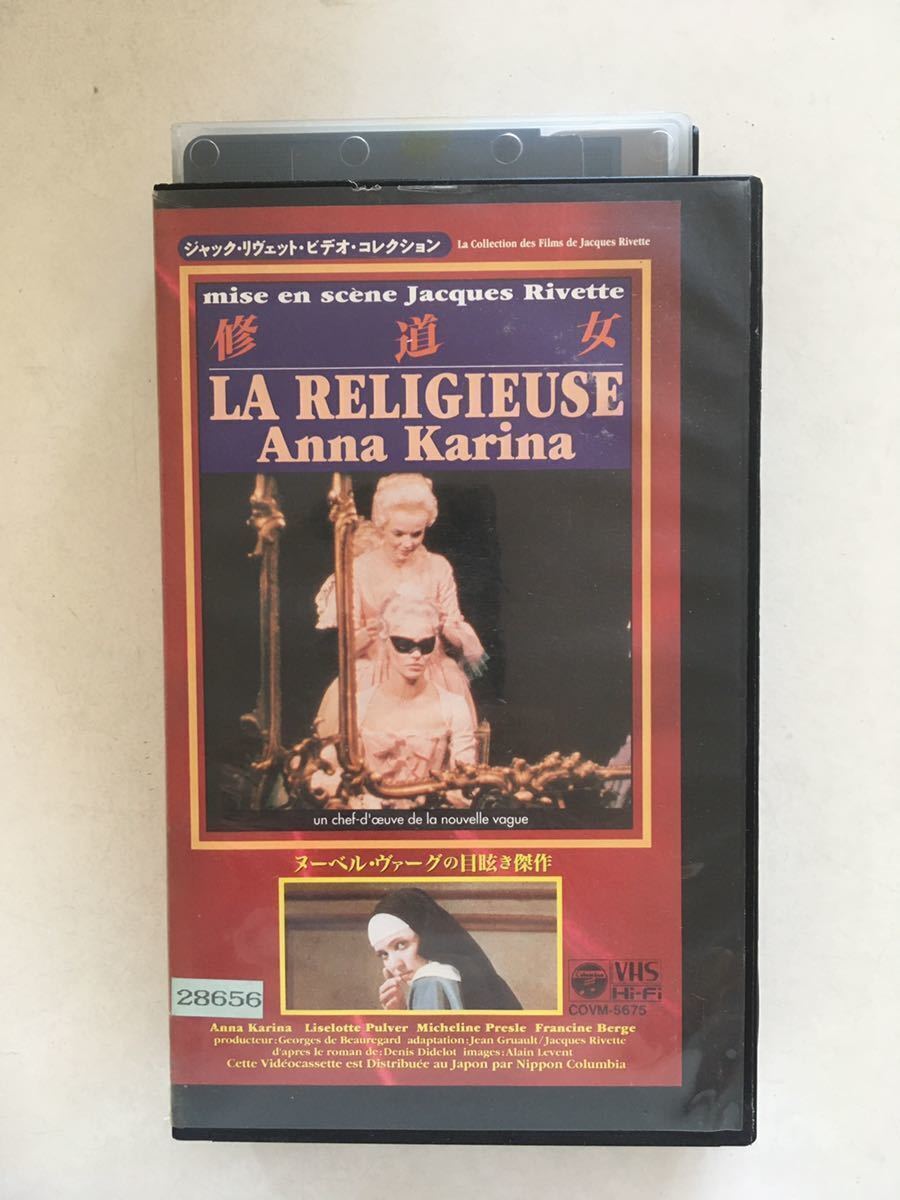 ジャック・リヴェット・ビデオ・コレクション
La Collection des Films de Jacques Rivette
mise en scène Jacques Rivette
修道女
LA RELIGIEUSE
Anna Karina
un chef-d'œuve de la nouvelle vague
ヌーベル・ヴァーグの目眩き傑作
28656
Columbia
VHS
Hi-Fi
COVM-5675
Anna Karina Liselotte Pulver Micheline Presle Francine Berge
producteur:Georges de Beauregard adaptation:Jean Gruault/Jacques Rivette
d'apres le roman de:Denis Didelot images:Alain Levent
Cette Vidéocassette est Distribuée au Japon par Nippon Columbia